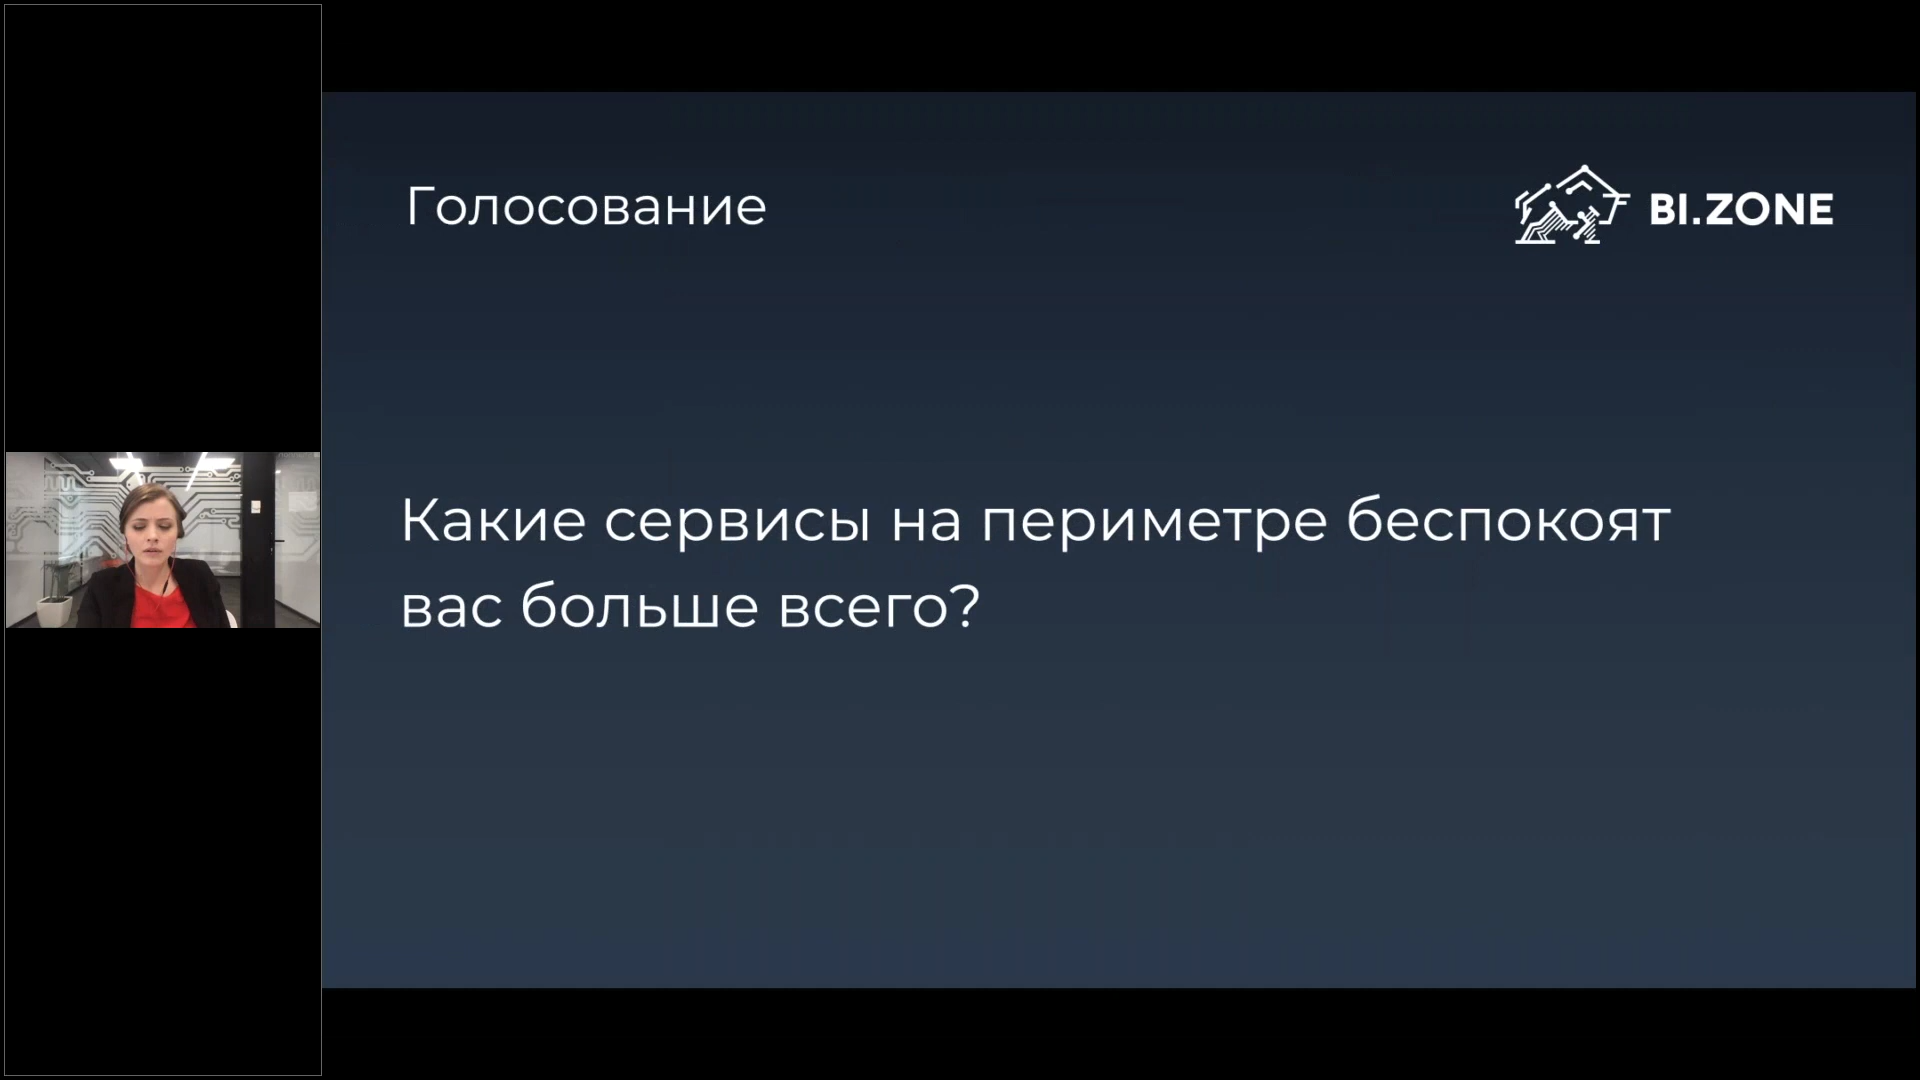 Голосование
BI.ZONE
Какие сервисы на периметре беспокоят
вас больше всего?